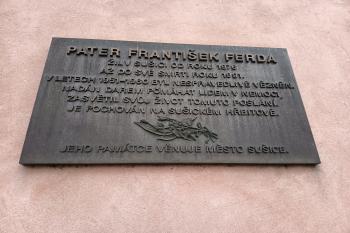 PATER FRANTIŠEK FERDA
ŽIL V SUŠICI OD ROKU 1976
AŽ DO SVÉ SMRTI ROKU 1991.
V LETECH 1951-1960 BYL NESPRAVEDLIVĚ VĚZNĚN.
NADÁN DAREM POMÁHAT LIDEM V NEMOCI,
ZASVĚTIL SVŮJ ŽIVOT TOMUTO POSLÁNÍ.
JE POCHOVÁN NA SUŠICKÉM HŘBITOVĚ.
JEHO PAMÁTCE VĚNUJE MĚSTO SUŠICE.